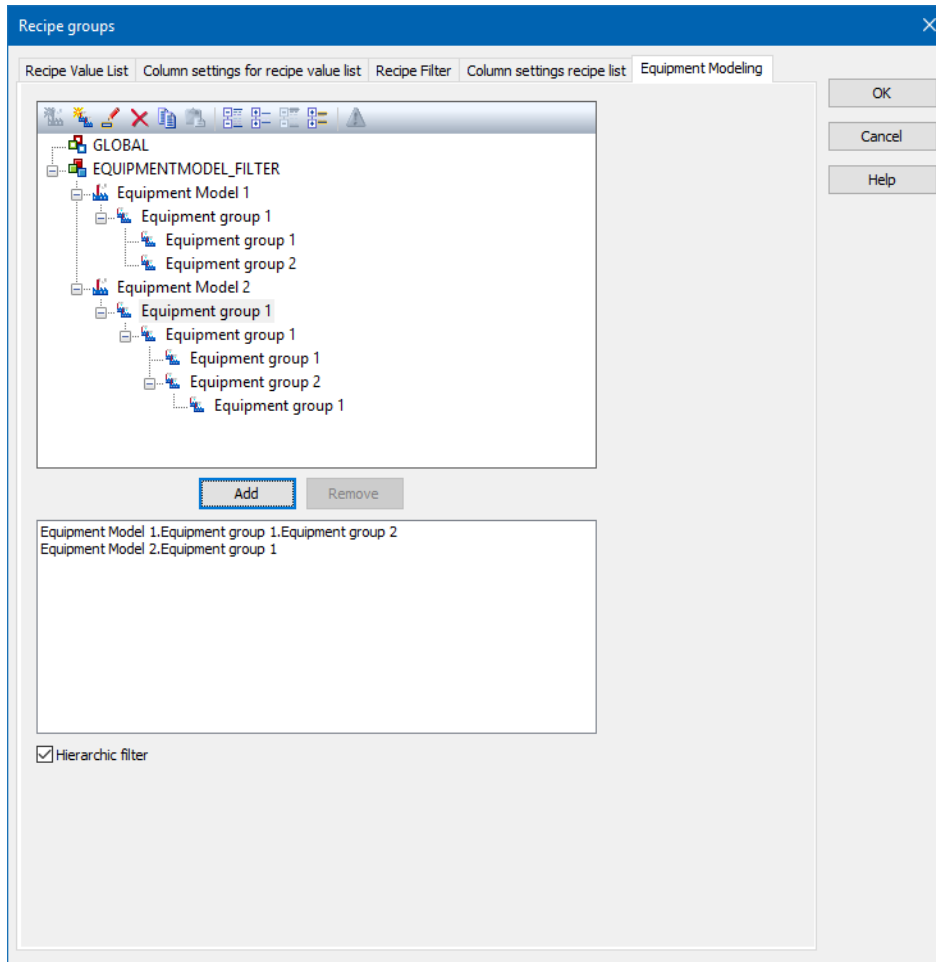 Recipe groups
Recipe Value List Column settings for recipe value list Recipe Filter Column settings recipe list Equipment Modeling
OK
Cancel
Help
GLOBAL
EQUIPMENTMODEL_FILTER
Equipment Model 1
Equipment group 1
Equipment group 1
Equipment group 2
Equipment Model 2
Equipment group 1
Equipment group 1
Equipment group 1
Equipment group 2
Equipment group 1
Add Remove
Equipment Model 1.Equipment group 1.Equipment group 2
Equipment Model 2.Equipment group 1
Hierarchic filter